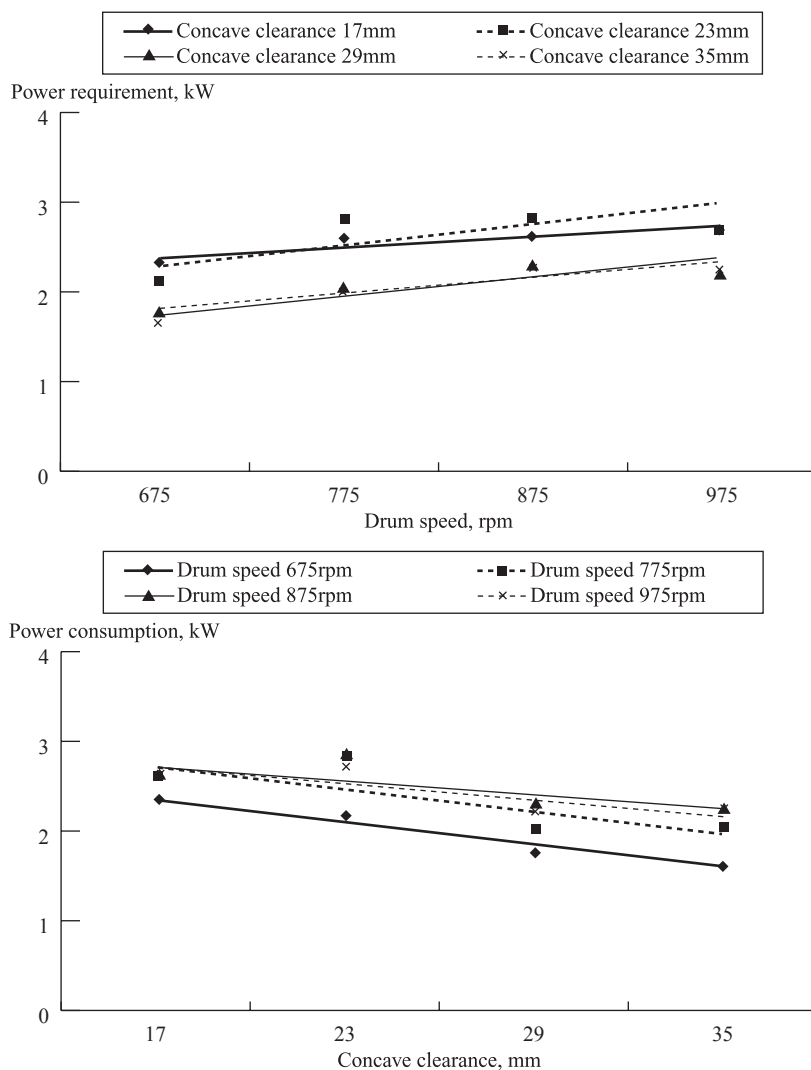 Concave clearance 17mm Concave clearance 23mm
Concave clearance 29mm Concave clearance 35mm
Power requirement, kW
4
3
2
1
0
675 775 875 975
Drum speed, rpm
Drum speed 675rpm Drum speed 775rpm
Drum speed 875rpm Drum speed 975rpm
Power consumption, kW
4
3
2
1
0
17 23 29 35
Concave clearance, mm